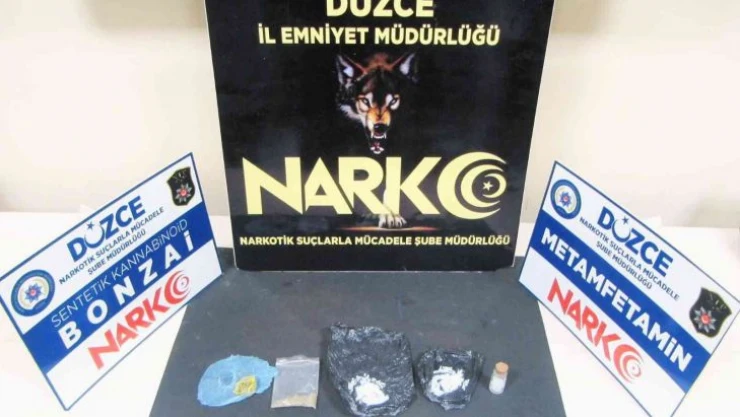 DÜZCE
İL EMNİYET MÜDÜRLÜĞÜ
NARKO
NARKOTİK SUÇLARLA MÜCADELE ŞUBE MÜDÜRLÜĞÜ
DÜZCE
NARKOTİK SUÇLARLA MÜCADELE
ŞUBE MÜDÜRLÜĞÜ
SENTETİK KANNABİNOİD
BONZAİ
NARKO
DÜZCE
NARKOTİK SUÇLARLA MÜCADELE
ŞUBE MÜDÜRLÜĞÜ
METAMFETAMİN
NARKO